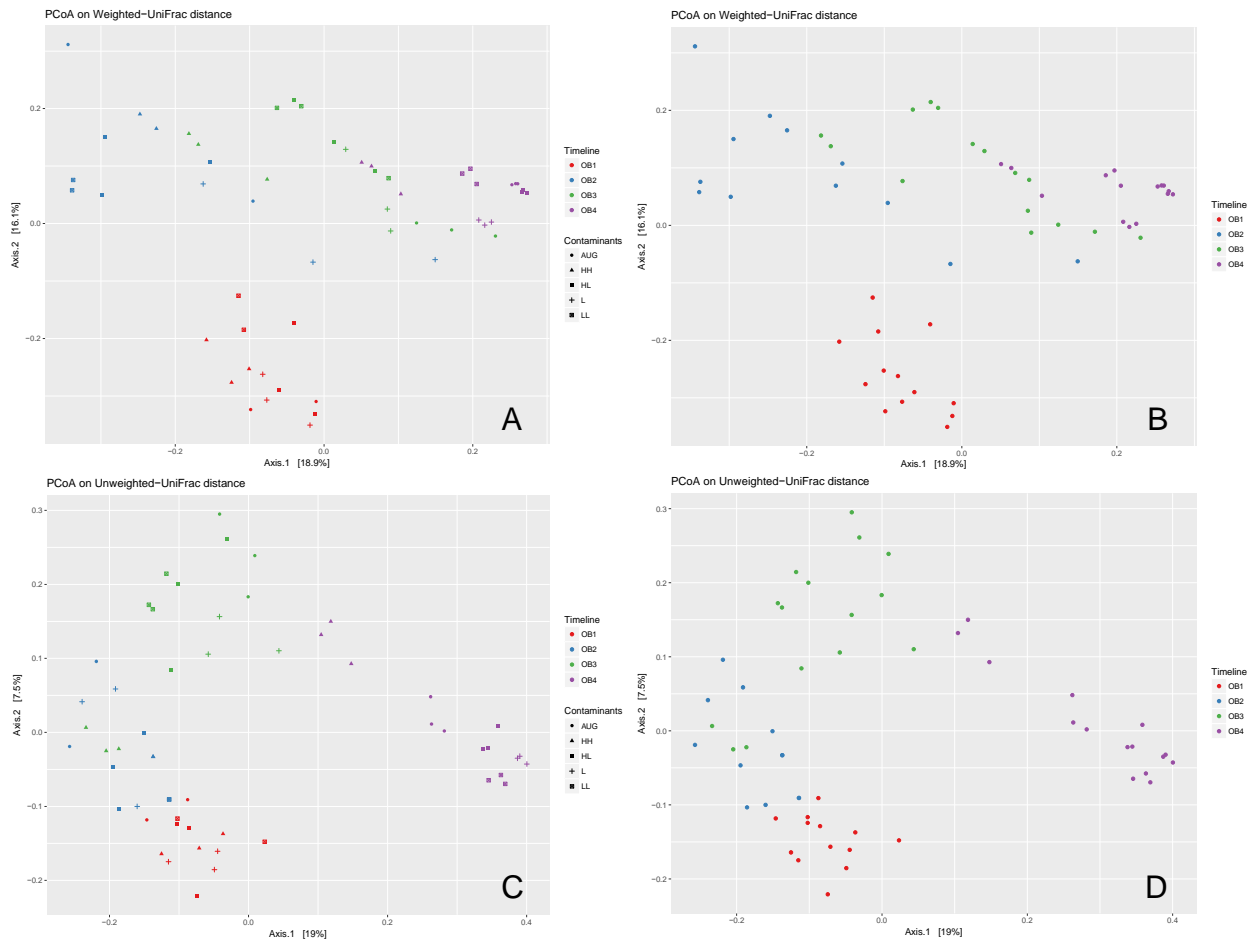 PCoA on Weighted−UniFrac distance
0.2
0.0
−0.2
Axis.2 [16.1%]
−0.2
0.0
0.2
Axis.1 [18.9%]
A
Timeline
OB1
OB2
OB3
OB4
Contaminants
AUG
HH
HL
L
LL
PCoA on Weighted−UniFrac distance
0.2
0.0
−0.2
Axis.2 [16.1%]
−0.2
0.0
0.2
Axis.1 [18.9%]
B
Timeline
OB1
OB2
OB3
OB4
PCoA on Unweighted−UniFrac distance
0.3
0.2
0.1
0.0
−0.1
−0.2
Axis.2 [7.5%]
−0.2
0.0
0.2
0.4
Axis.1 [19%]
C
Timeline
OB1
OB2
OB3
OB4
Contaminants
AUG
HH
HL
L
LL
PCoA on Unweighted−UniFrac distance
0.3
0.2
0.1
0.0
−0.1
−0.2
Axis.2 [7.5%]
−0.2
0.0
0.2
0.4
Axis.1 [19%]
D
Timeline
OB1
OB2
OB3
OB4